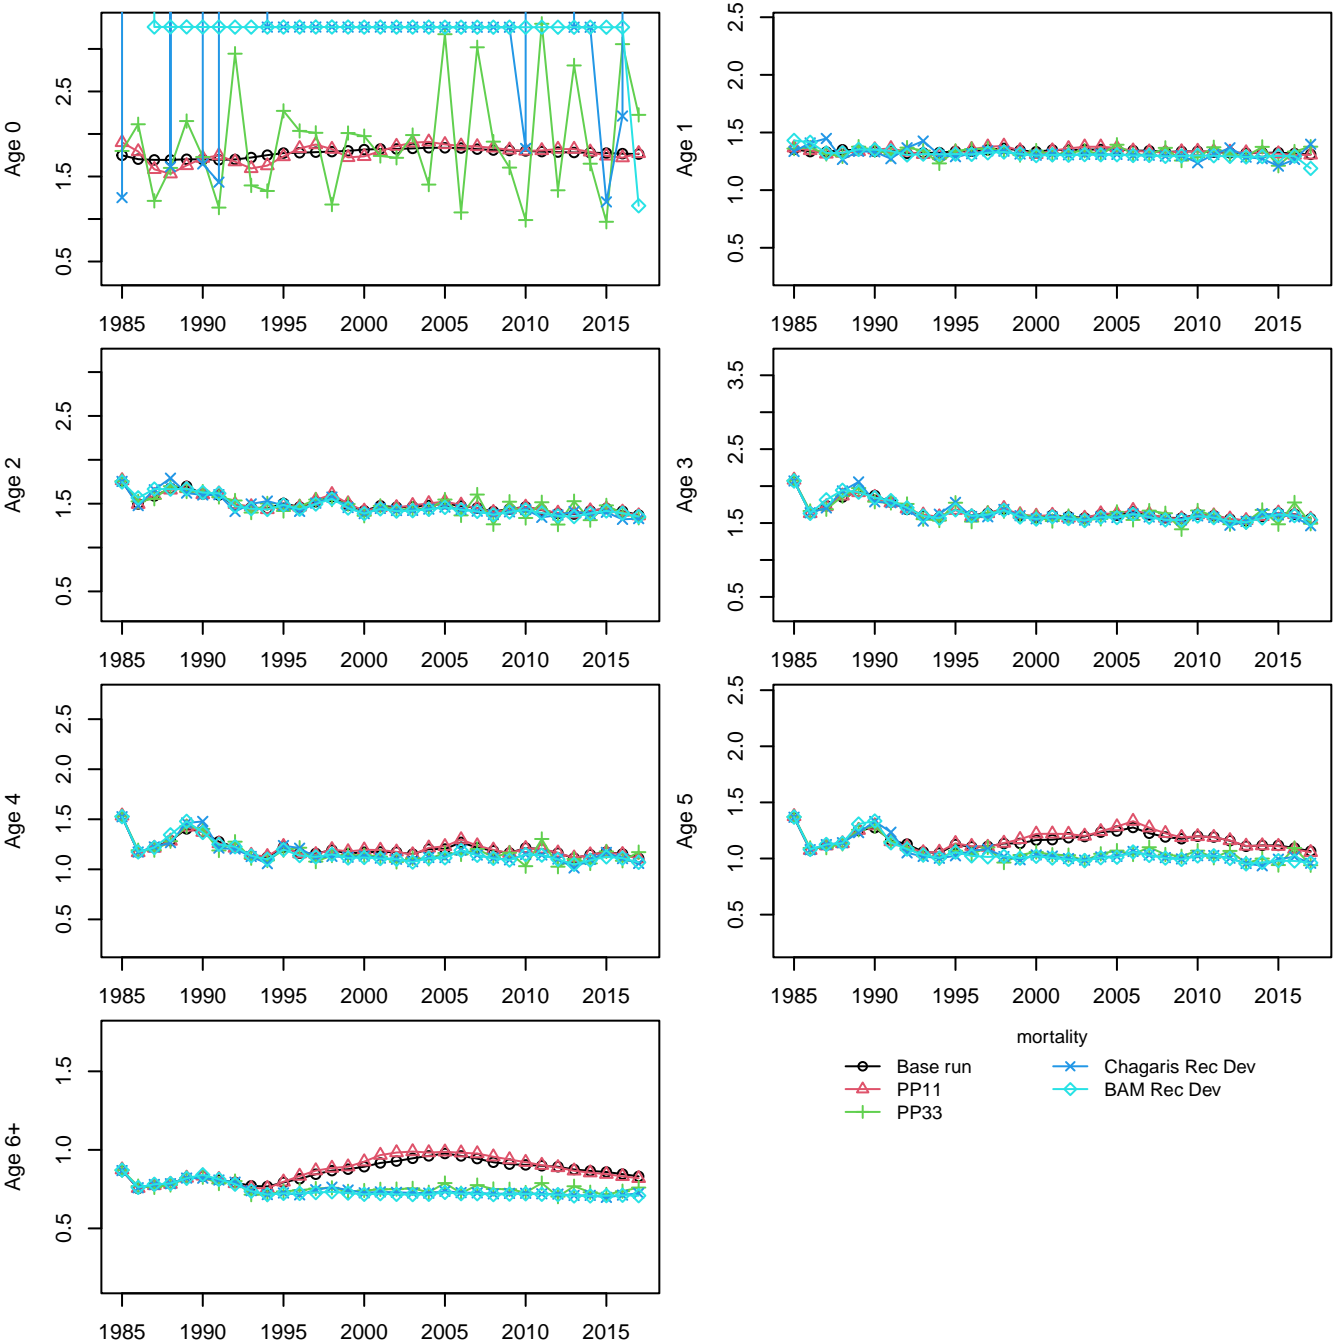 Age 0
0.5 1.5 2.5
1985 1990 1995 2000 2005 2010 2015
Age 1
0.5 1.0 1.5 2.0 2.5
1985 1990 1995 2000 2005 2010 2015
Age 2
0.5 1.5 2.5
1985 1990 1995 2000 2005 2010 2015
Age 3
0.5 1.5 2.5 3.5
1985 1990 1995 2000 2005 2010 2015
Age 4
0.5 1.0 1.5 2.0 2.5
1985 1990 1995 2000 2005 2010 2015
Age 5
0.5 1.0 1.5 2.0 2.5
1985 1990 1995 2000 2005 2010 2015
Age 6+
0.5 1.0 1.5
1985 1990 1995 2000 2005 2010 2015
mortality
Base run
PP11
PP33
Chagaris Rec Dev
BAM Rec Dev